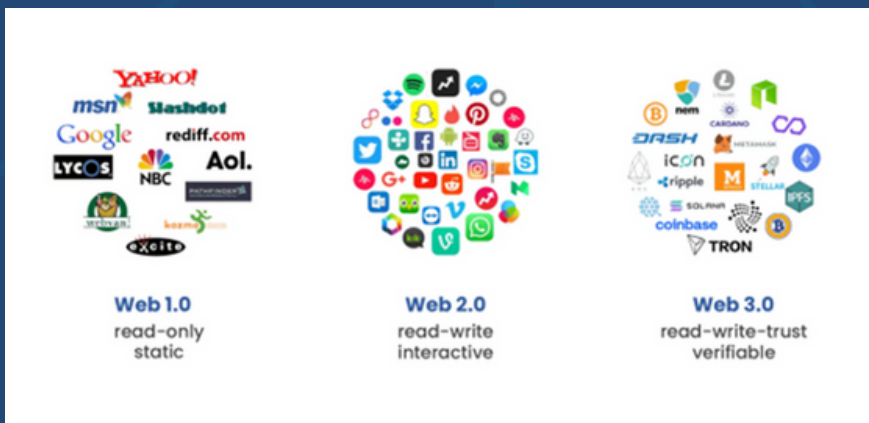 YAHOO!
msn Slashdot
Google rediff.com
LYCOS NBC Aol.
PATHFINDER
webvan kozmo
excite
nem
CARDANO
DASH METAMASK
icon
ripple STELLAR IPFS
SOLANA
coinbase
TRON
Web 1.0
read-only
static
Web 2.0
read-write
interactive
Web 3.0
read-write-trust
verifiable